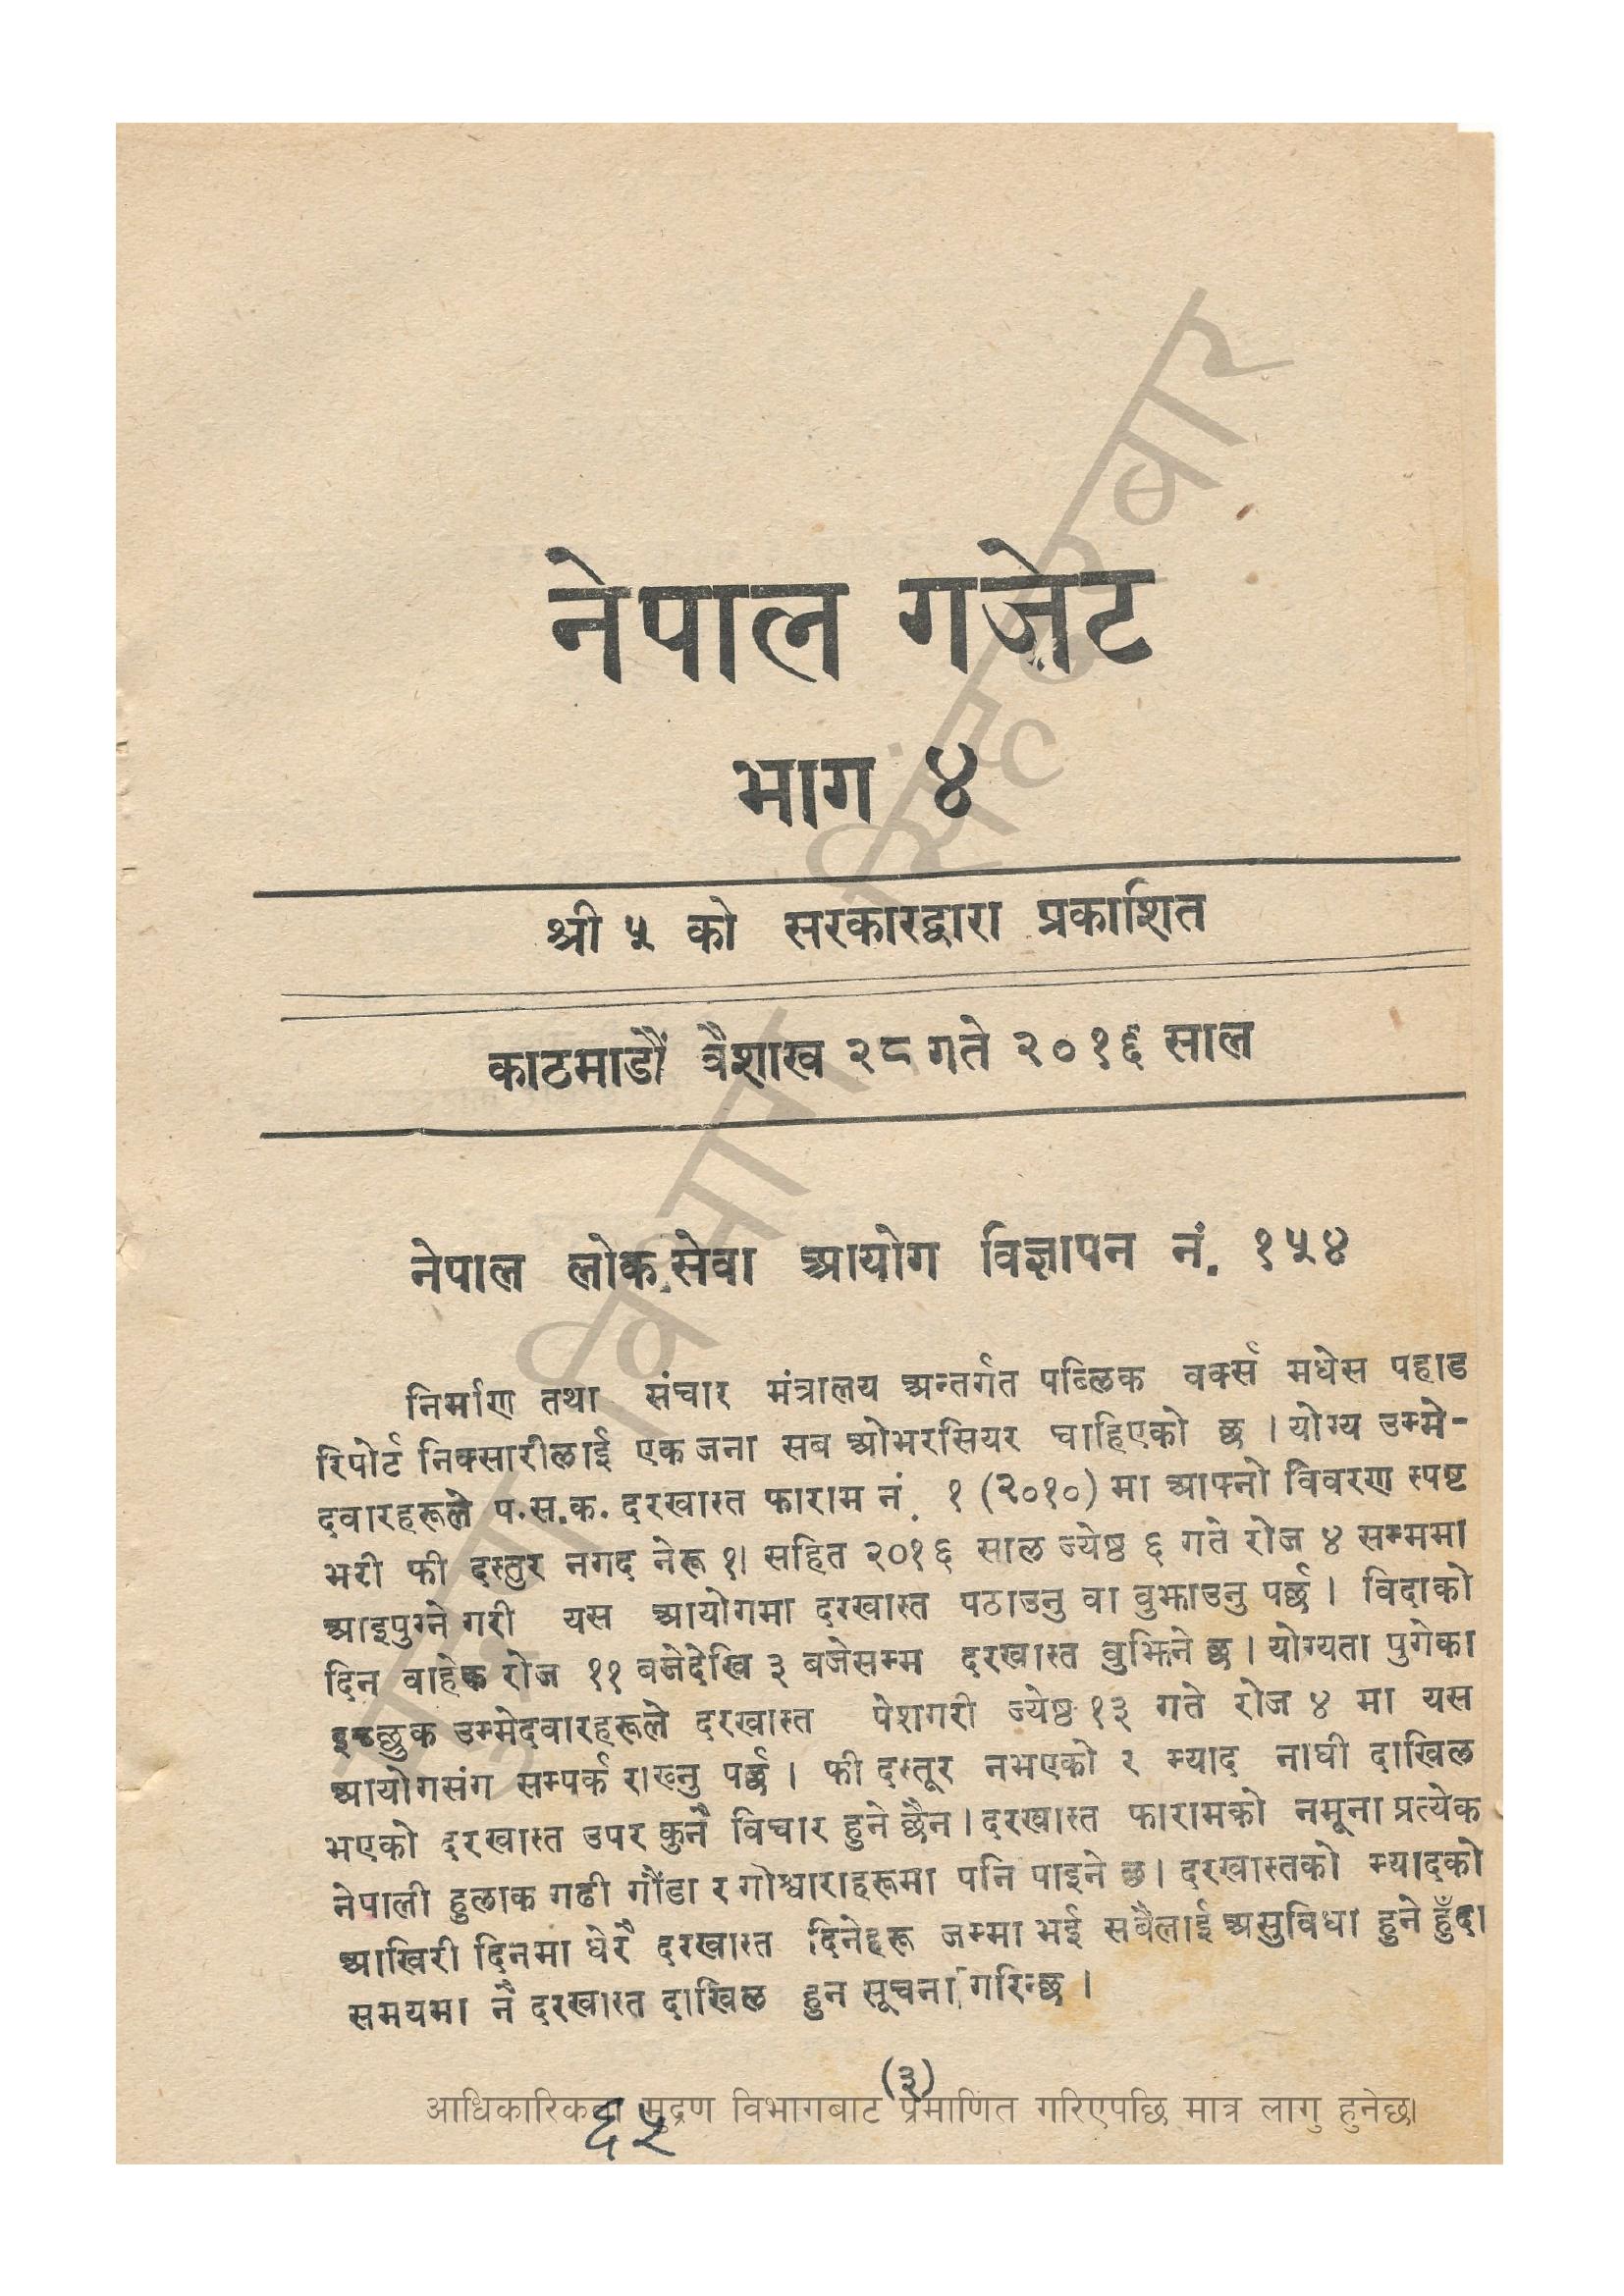 नेपाल गजेट
भाग ४
श्री ५ को सरकारद्वारा प्रकाशित
काठमाडौं वैशाख २८ गते २०१६ साल
नेपाल लोक सेवा आयोग विज्ञापन नं. १५४
निर्माण तथा संचार मंत्रालय अन्तर्गत पब्लिक वर्क्स मधेस पहाड
रिपोर्ट निक्सारीलाई एक जना सब ओभरसियर चाहिएको छ । योग्य उम्मे-
दवारहरूले प.स.क. दरखास्त फाराम नं. १ (२०१०) मा आफ्नो विवरण स्पष्ट
भरी फी दस्तुर नगद नेरू १। सहित २०१६ साल ज्येष्ठ ६ गते रोज ४ सम्ममा
आइपुग्ने गरी यस आयोगमा दरखास्त पठाउनु वा वुझाउनु पर्छ । विदाको
दिन वाहेक रोज ११ बजेदेखि ३ बजेसम्म दरखास्त वुझिने छ । योग्यता पुगेका
इच्छुक उम्मेदवारहरूले दरखास्त पेशगरी ज्येष्ठ १३ गते रोज ४ मा यस
आयोगसंग सम्पर्क राख्नु पर्छ । फी दस्तूर नभएको र म्याद नाघी दाखिल
भएको दरखास्त उपर कुनै विचार हुने छैन । दरखास्त फारामको नमूना प्रत्येक
नेपाली हुलाक गढी गौंडा र गोश्वाराहरूमा पनि पाइने छ । दरखास्तको म्यादको
आखिरी दिनमा धेरै दरखास्त दिनेहरू जम्मा भई सबैलाई असुविधा हुने हुँदा
समयमा नै दरखास्त दाखिल हुन सूचना गरिन्छ ।
(३)
आधिकारिकता मुद्रण विभागबाट प्रमाणित गरिएपछि मात्र लागु हुनेछ।
६५
मुद्रण विभाग सिंहदरबार